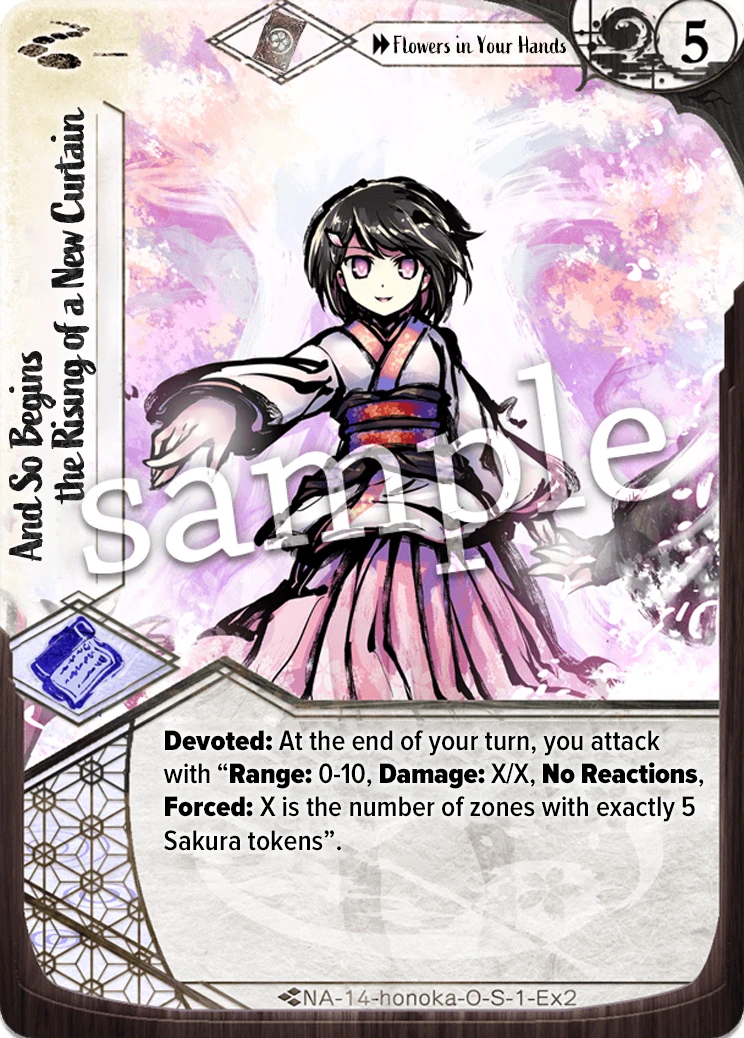 Flowers in Your Hands
5
And So Begins
the Rising of a New Curtain
sample
Devoted: At the end of your turn, you attack
with “Range: 0-10, Damage: X/X, No Reactions,
Forced: X is the number of zones with exactly 5
Sakura tokens”.
NA-14-honoka-O-S-1-Ex2